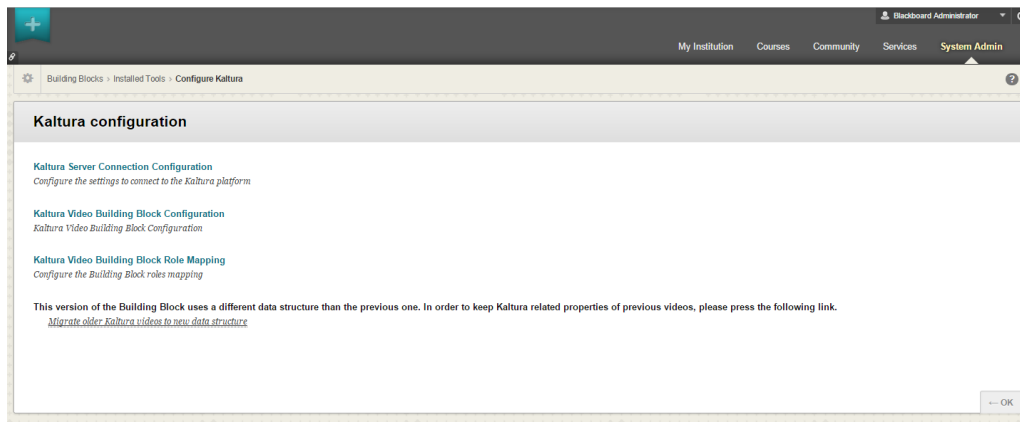 Blackboard Administrator
My Institution Courses Community Services System Admin
Building Blocks > Installed Tools > Configure Kaltura
Kaltura configuration
Kaltura Server Connection Configuration
Configure the settings to connect to the Kaltura platform
Kaltura Video Building Block Configuration
Kaltura Video Building Block Configuration
Kaltura Video Building Block Role Mapping
Configure the Building Block roles mapping
This version of the Building Block uses a different data structure than the previous one. In order to keep Kaltura related properties of previous videos, please press the following link.
Migrate older Kaltura videos to new data structure
← OK